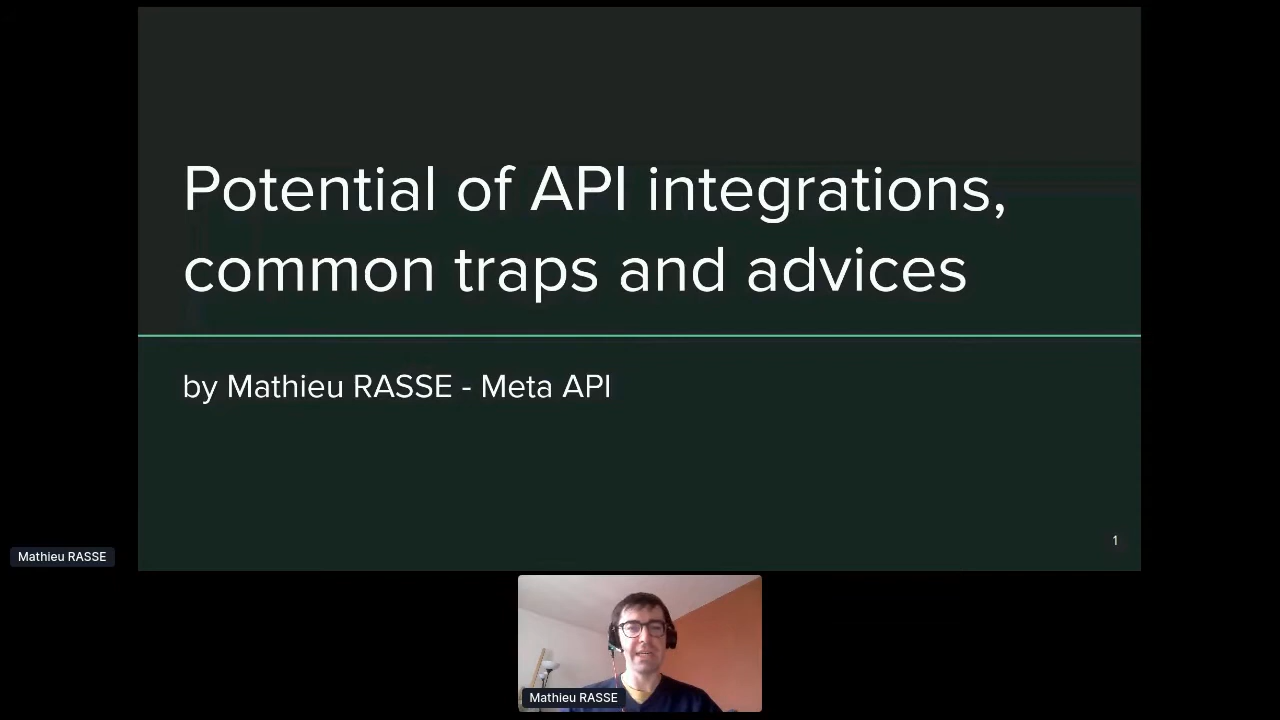 Potential of API integrations,
common traps and advices
by Mathieu RASSE - Meta API
1
Mathieu RASSE
Mathieu RASSE